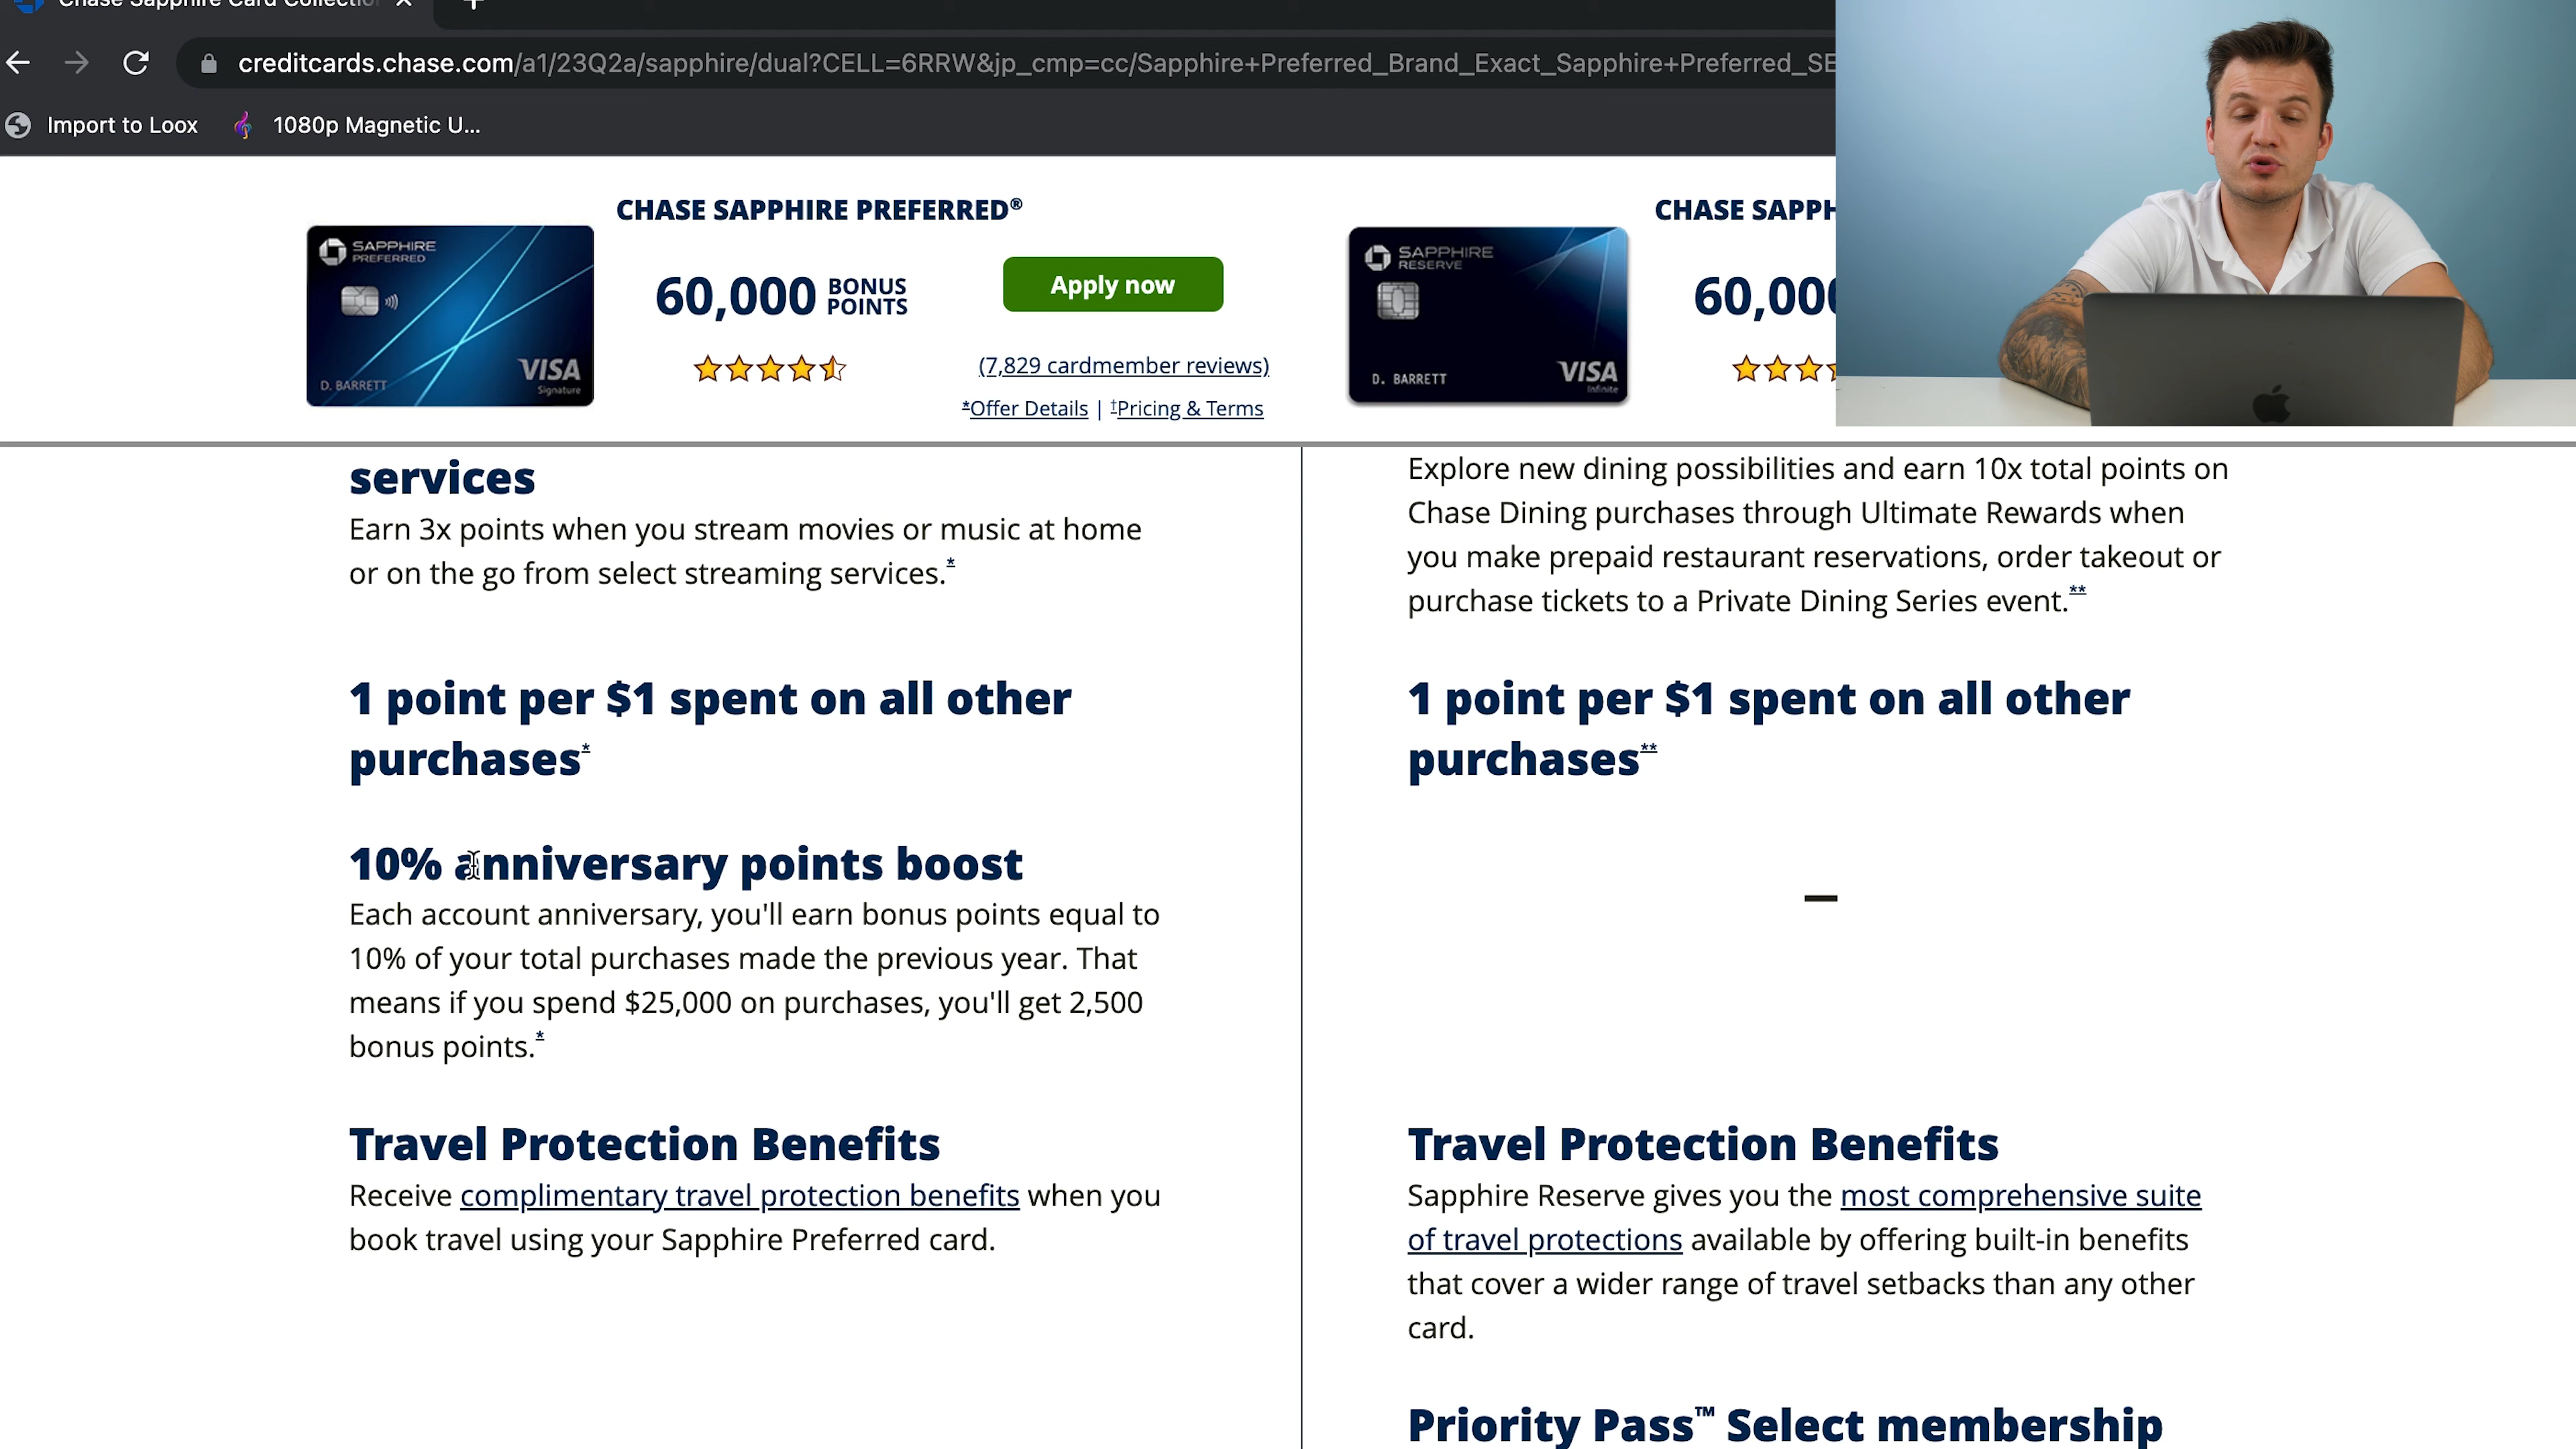 Chase Sapphire Card Collectio
creditcards.chase.com/a1/23Q2a/sapphire/dual?CELL=6RRW&jp_cmp=cc/Sapphire+Preferred_Brand_Exact_Sapphire+Preferred_SE
Import to Loox
1080p Magnetic U...
SAPPHIRE
PREFERRED
VISA
Signature
D. BARRETT
CHASE SAPPHIRE PREFERRED®
60,000 BONUS POINTS
Apply now
(7,829 cardmember reviews)
*Offer Details | †Pricing & Terms
SAPPHIRE
RESERVE
D. BARRETT
VISA
Infinite
CHASE SAPPH
60,000
services
Earn 3x points when you stream movies or music at home
or on the go from select streaming services.*
1 point per $1 spent on all other
purchases*
10% anniversary points boost
Each account anniversary, you'll earn bonus points equal to
10% of your total purchases made the previous year. That
means if you spend $25,000 on purchases, you'll get 2,500
bonus points.*
Travel Protection Benefits
Receive complimentary travel protection benefits when you
book travel using your Sapphire Preferred card.
Explore new dining possibilities and earn 10x total points on
Chase Dining purchases through Ultimate Rewards when
you make prepaid restaurant reservations, order takeout or
purchase tickets to a Private Dining Series event.**
1 point per $1 spent on all other
purchases**
—
Travel Protection Benefits
Sapphire Reserve gives you the most comprehensive suite
of travel protections available by offering built-in benefits
that cover a wider range of travel setbacks than any other
card.
Priority Pass™ Select membership